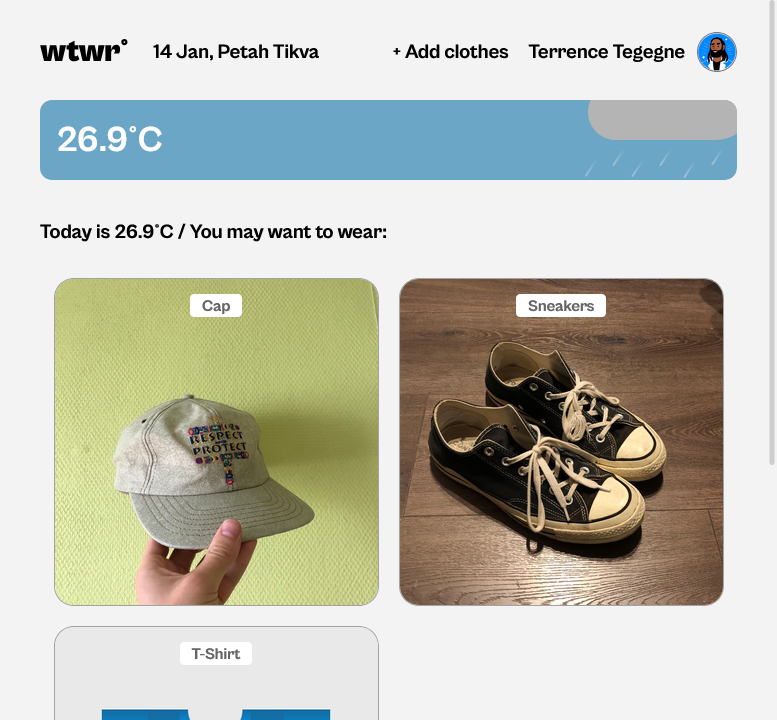 wtwr°
14 Jan, Petah Tikva
+ Add clothes
Terrence Tegegne
26.9°C
Today is 26.9°C / You may want to wear:
Cap
Sneakers
RESPECT
PROTECT
T-Shirt